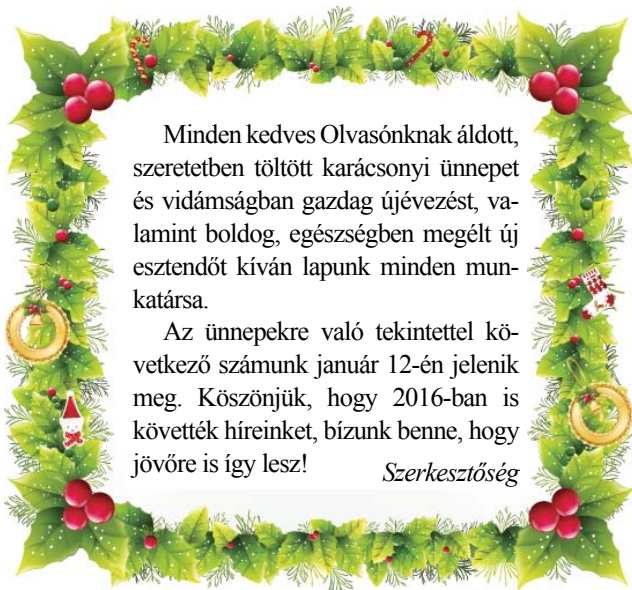 Minden kedves Olvasónknak áldott,
szeretetben töltött karácsonyi ünnepet
és vidámságban gazdag újévezést, va-
lamint boldog, egészségben megélt új
esztendőt kíván lapunk minden mun-
katársa.
Az ünnepekre való tekintettel kö-
vetkező számunk január 12-én jelenik
meg. Köszönjük, hogy 2016-ban is
követték híreinket, bízunk benne, hogy
jövőre is így lesz! Szerkesztőség